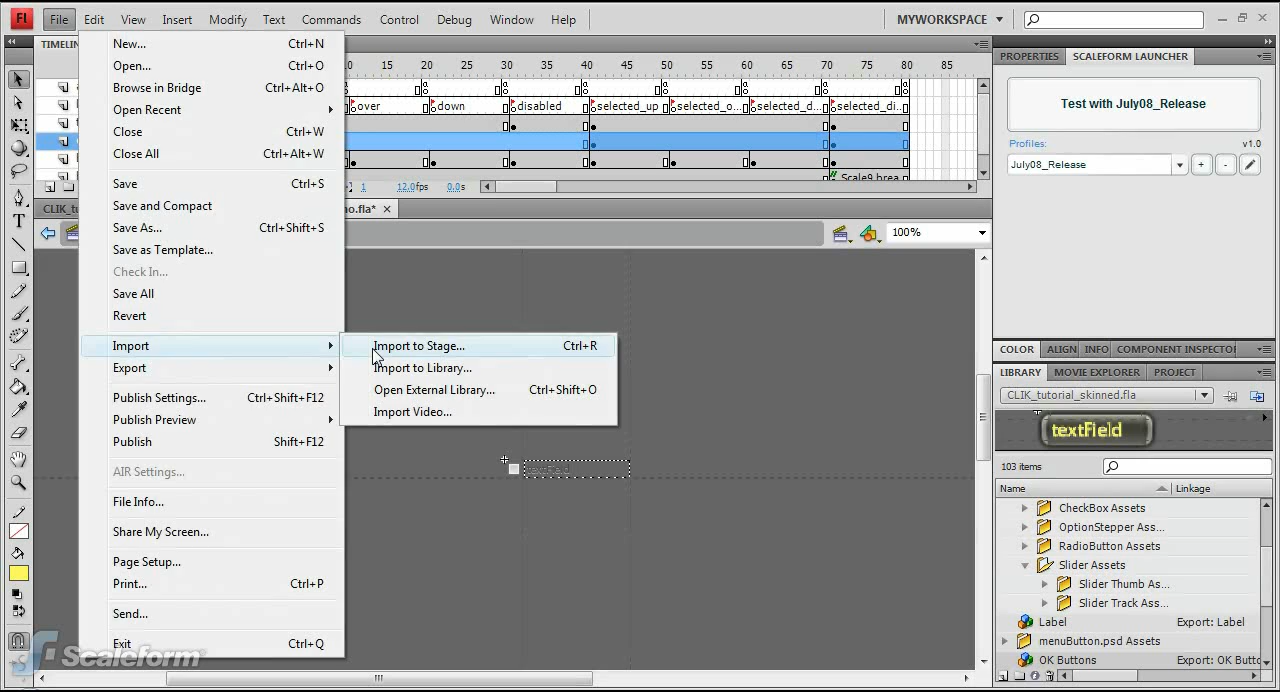 Fl File Edit View Insert Modify Text Commands Control Debug Window Help MYWORKSPACE
New... Ctrl+N
Open... Ctrl+O
Browse in Bridge Ctrl+Alt+O
Open Recent
Close Ctrl+W
Close All Ctrl+Alt+W
Save Ctrl+S
Save and Compact
Save As... Ctrl+Shift+S
Save as Template...
Check In...
Save All
Revert
Import
Export
Publish Settings... Ctrl+Shift+F12
Publish Preview
Publish Shift+F12
AIR Settings...
File Info...
Share My Screen...
Page Setup...
Print... Ctrl+P
Send...
Exit Ctrl+Q
Import to Stage... Ctrl+R
Import to Library...
Open External Library... Ctrl+Shift+O
Import Video...
15 20 25 30 35 40 45 50 55 60 65 70 75 80 85
over down disabled selected_up selected_o... selected_d... selected_di...
1 12.0fps 0.0s
100%
textField
PROPERTIES SCALEFORM LAUNCHER
Test with July08_Release
Profiles: v1.0
July08_Release + -
COLOR ALIGN INFO COMPONENT INSPECTO
LIBRARY MOVIE EXPLORER PROJECT
CLIK_tutorial_skinned.fla
textField
103 items
Name Linkage
CheckBox Assets
OptionStepper Ass...
RadioButton Assets
Slider Assets
Slider Thumb As...
Slider Track Ass...
Label Export: Label
menuButton.psd Assets
OK Buttons Export: OK Butto
Scaleform